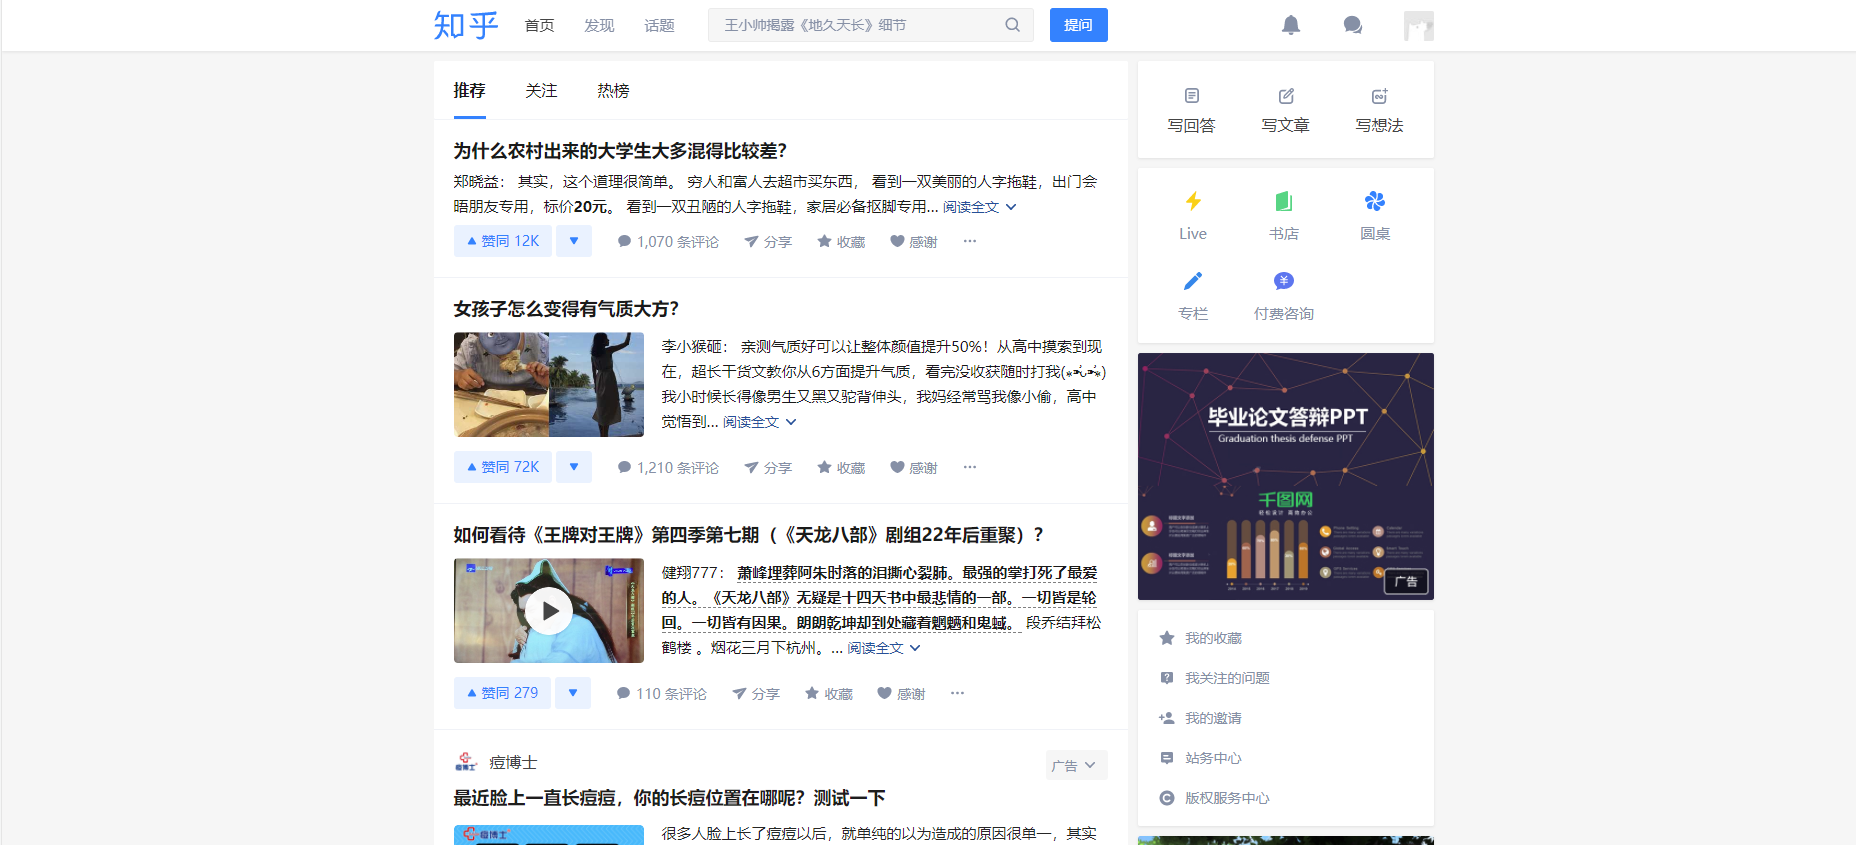 知乎
首页
发现
话题
王小帅揭露《地久天长》细节
提问
推荐
关注
热榜
为什么农村出来的大学生大多混得比较差？
郑晓益： 其实，这个道理很简单。 穷人和富人去超市买东西， 看到一双美丽的人字拖鞋，出门会
晤朋友专用，标价20元。 看到一双丑陋的人字拖鞋，家居必备抠脚专用... 阅读全文
赞同 12K
1,070 条评论
分享
收藏
感谢
女孩子怎么变得有气质大方？
李小猴砸： 亲测气质好可以让整体颜值提升50%！从高中摸索到现
在，超长干货文教你从6方面提升气质，看完没收获随时打我
我小时候长得像男生又黑又驼背伸头，我妈经常骂我像小偷，高中
觉悟到... 阅读全文
赞同 72K
1,210 条评论
分享
收藏
感谢
如何看待《王牌对王牌》第四季第七期（《天龙八部》剧组22年后重聚）？
健翔777： 萧峰埋葬阿朱时落的泪撕心裂肺。最强的掌打死了最爱
的人。《天龙八部》无疑是十四天书中最悲情的一部。一切皆是轮
回。一切皆有因果。朗朗乾坤却到处藏着魍魉和鬼蜮。 段乔结拜松
鹤楼 。烟花三月下杭州。... 阅读全文
赞同 279
110 条评论
分享
收藏
感谢
痘博士
痘博士
广告
最近脸上一直长痘痘，你的长痘位置在哪呢？测试一下
痘博士
很多人脸上长了痘痘以后，就单纯的以为造成的原因很单一，其实
写回答
写文章
写想法
Live
书店
圆桌
专栏
付费咨询
毕业论文答辩PPT
Graduation thesis defense PPT
千图网
轻松设计 高效办公
广告
我的收藏
我关注的问题
我的邀请
站务中心
版权服务中心